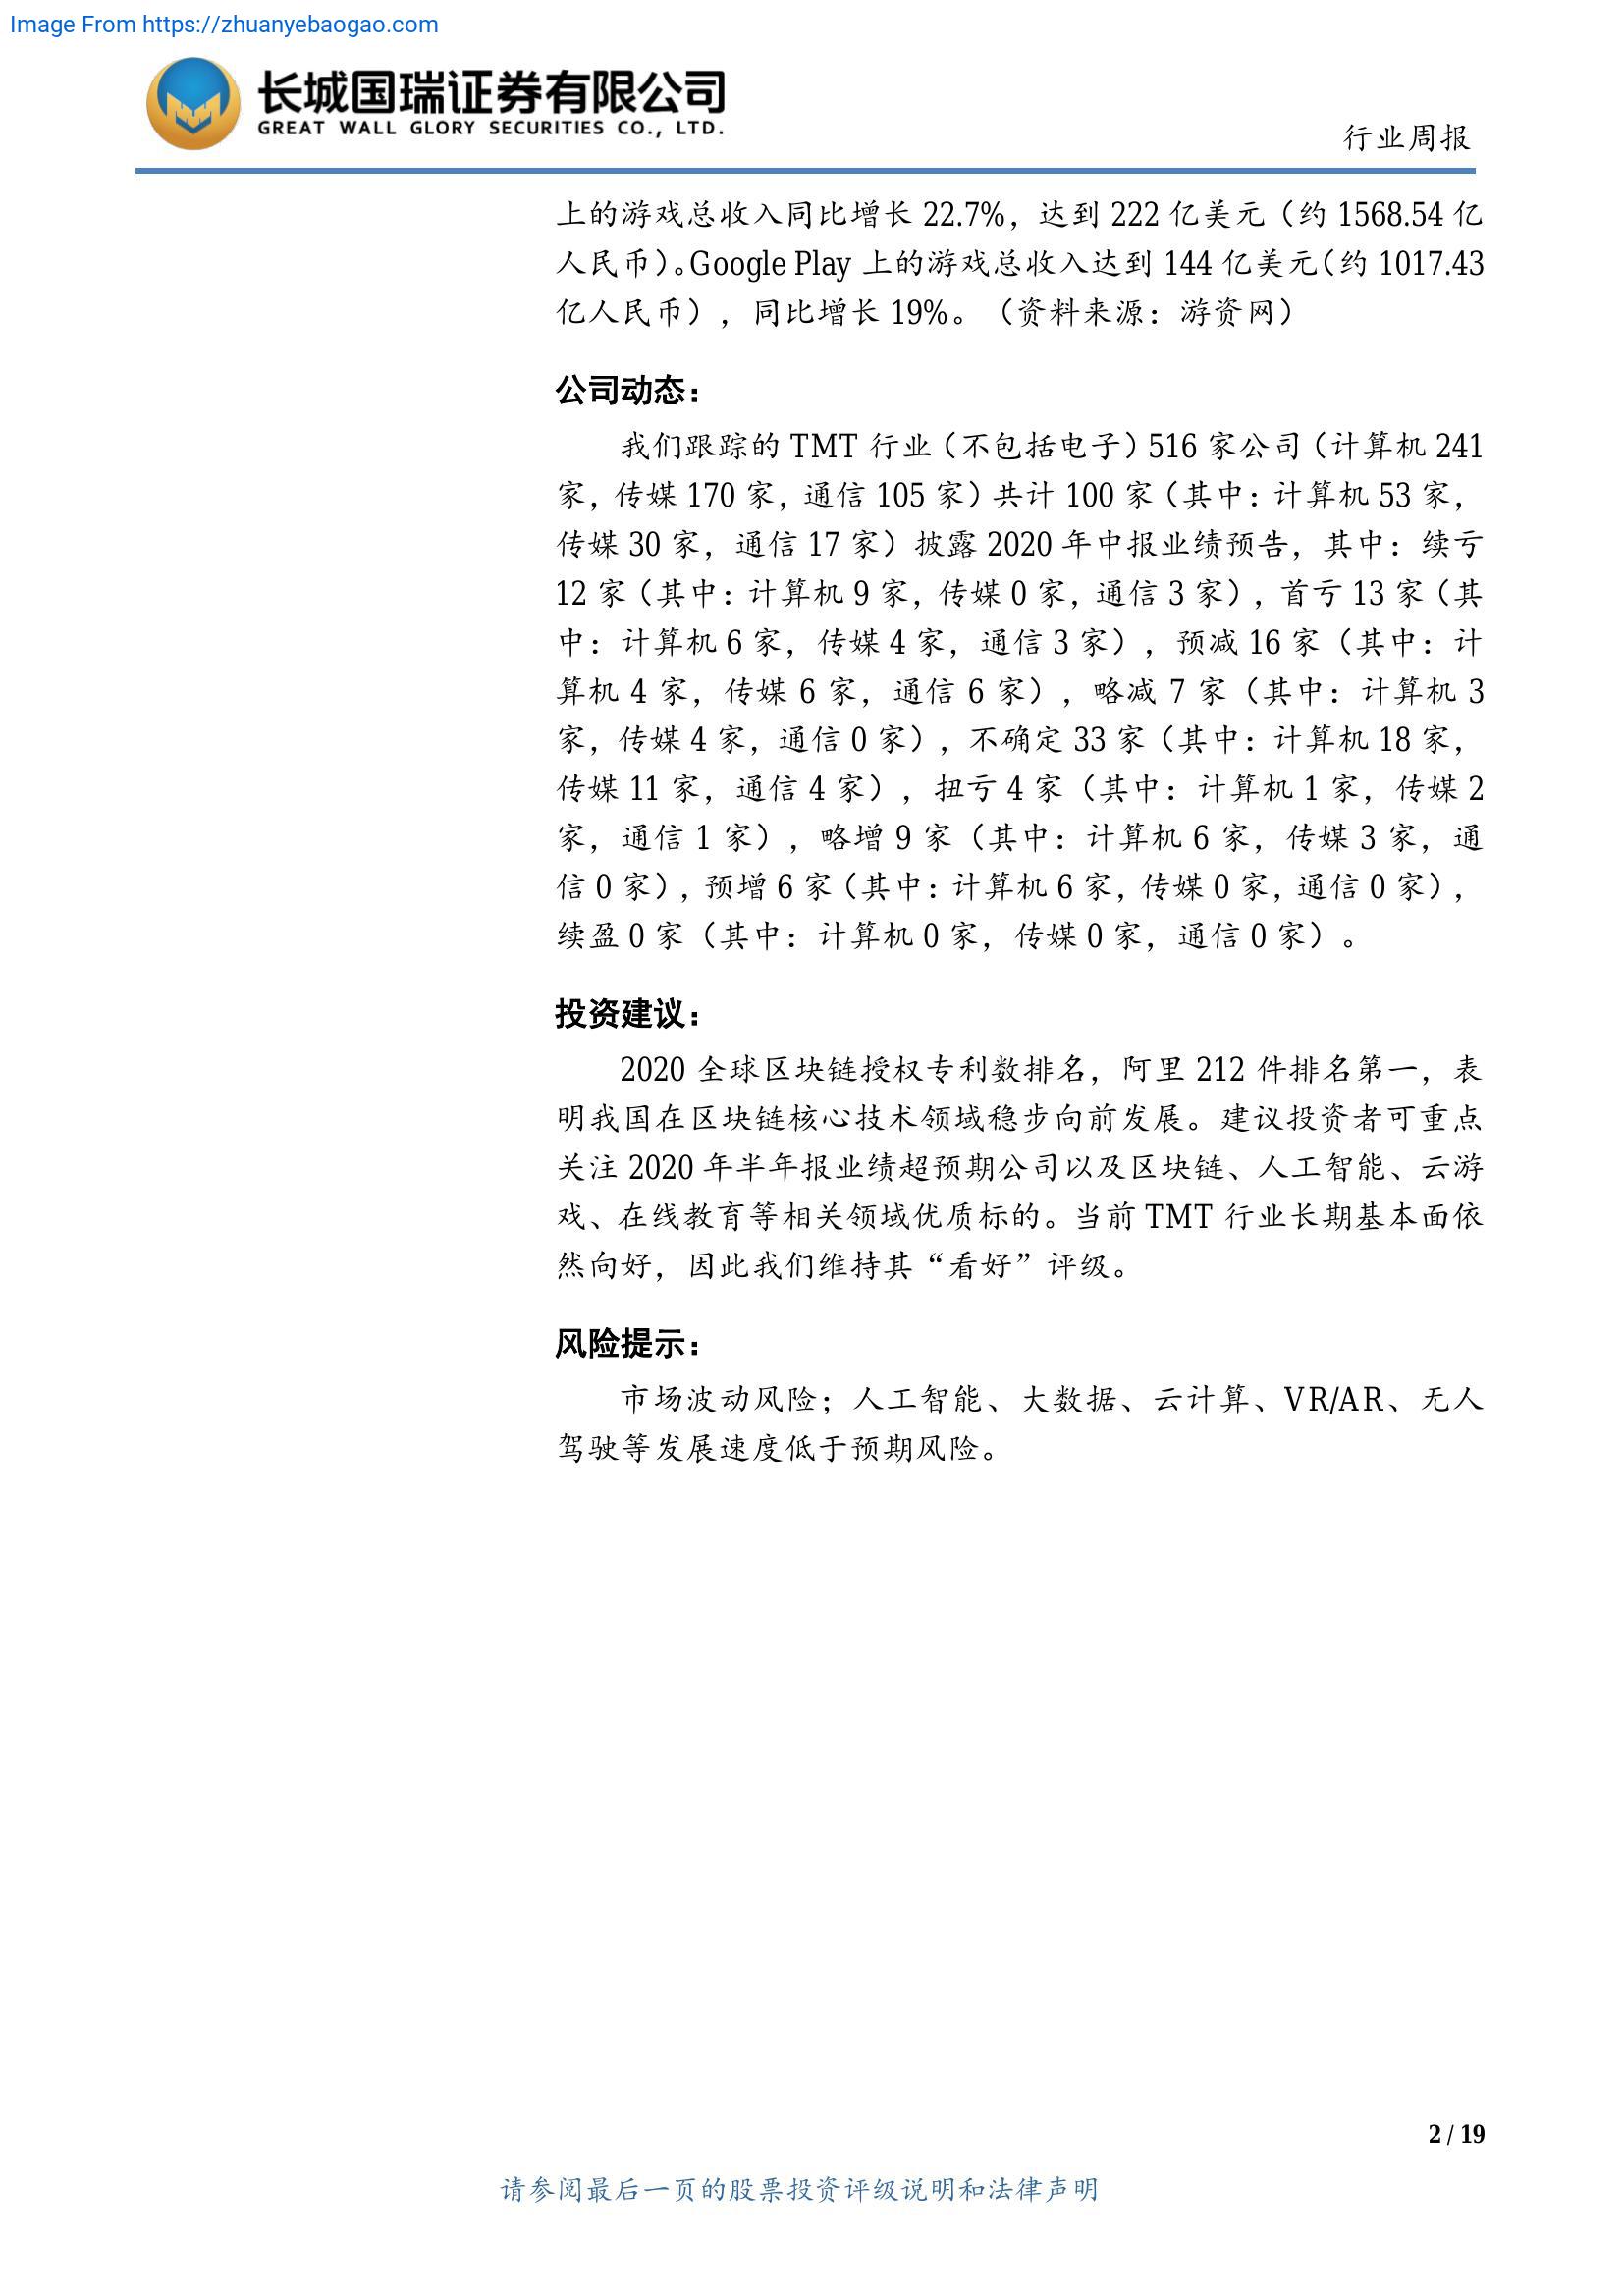 Image From https://zhuanyebaogao.com
长城国瑞证券有限公司
GREAT WALL GLORY SECURITIES CO., LTD.
行业周报
上的游戏总收入同比增长 22.7%，达到 222 亿美元（约 1568.54 亿
人民币）。Google Play 上的游戏总收入达到 144 亿美元（约 1017.43
亿人民币），同比增长 19%。（资料来源：游资网）
公司动态：
我们跟踪的 TMT 行业（不包括电子）516 家公司（计算机 241
家，传媒 170 家，通信 105 家）共计 100 家（其中：计算机 53 家，
传媒 30 家，通信 17 家）披露 2020 年中报业绩预告，其中：续亏
12 家（其中：计算机 9 家，传媒 0 家，通信 3 家），首亏 13 家（其
中：计算机 6 家，传媒 4 家，通信 3 家），预减 16 家（其中：计
算机 4 家，传媒 6 家，通信 6 家），略减 7 家（其中：计算机 3
家，传媒 4 家，通信 0 家），不确定 33 家（其中：计算机 18 家，
传媒 11 家，通信 4 家），扭亏 4 家（其中：计算机 1 家，传媒 2
家，通信 1 家），略增 9 家（其中：计算机 6 家，传媒 3 家，通
信 0 家），预增 6 家（其中：计算机 6 家，传媒 0 家，通信 0 家），
续盈 0 家（其中：计算机 0 家，传媒 0 家，通信 0 家）。
投资建议：
2020 全球区块链授权专利数排名，阿里 212 件排名第一，表
明我国在区块链核心技术领域稳步向前发展。建议投资者可重点
关注 2020 年半年报业绩超预期公司以及区块链、人工智能、云游
戏、在线教育等相关领域优质标的。当前 TMT 行业长期基本面依
然向好，因此我们维持其“看好”评级。
风险提示：
市场波动风险；人工智能、大数据、云计算、VR/AR、无人
驾驶等发展速度低于预期风险。
2 / 19
请参阅最后一页的股票投资评级说明和法律声明